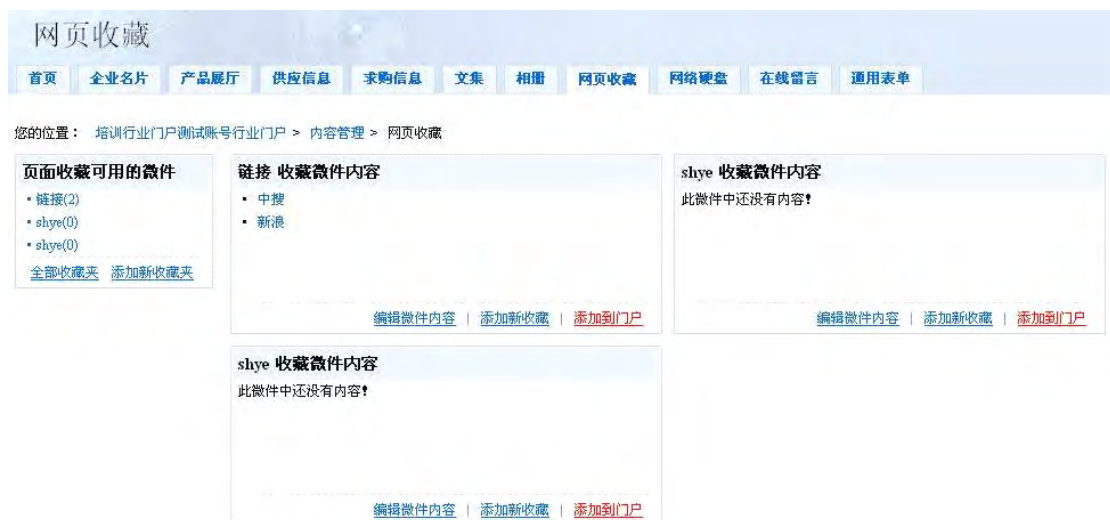 网页收藏
首页 企业名片 产品展厅 供应信息 求购信息 文集 相册 网页收藏 网络硬盘 在线留言 通用表单
您的位置： 培训行业门户测试账号行业门户 > 内容管理 > 网页收藏
页面收藏可用的微件
• 链接(2)
• shye(0)
• shye(0)
全部收藏夹 添加新收藏夹
链接 收藏微件内容
• 中搜
• 新浪
编辑微件内容 | 添加新收藏 | 添加到门户
shye 收藏微件内容
此微件中还没有内容!
编辑微件内容 | 添加新收藏 | 添加到门户
shye 收藏微件内容
此微件中还没有内容!
编辑微件内容 | 添加新收藏 | 添加到门户